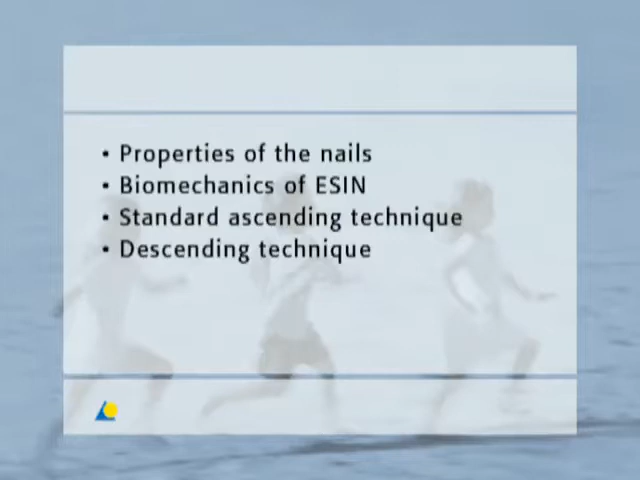 • Properties of the nails
• Biomechanics of ESIN
• Standard ascending technique
• Descending technique